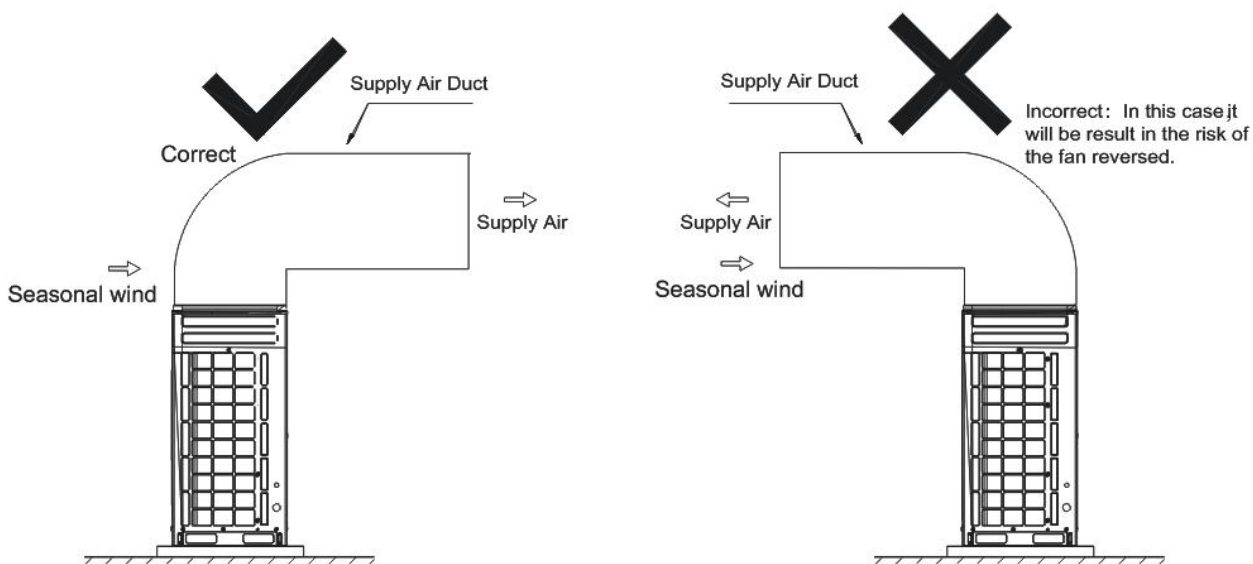 Supply Air Duct
Correct
Supply Air
Seasonal wind
Supply Air Duct
Incorrect: In this case,it
will be result in the risk of
the fan reversed.
Supply Air
Seasonal wind